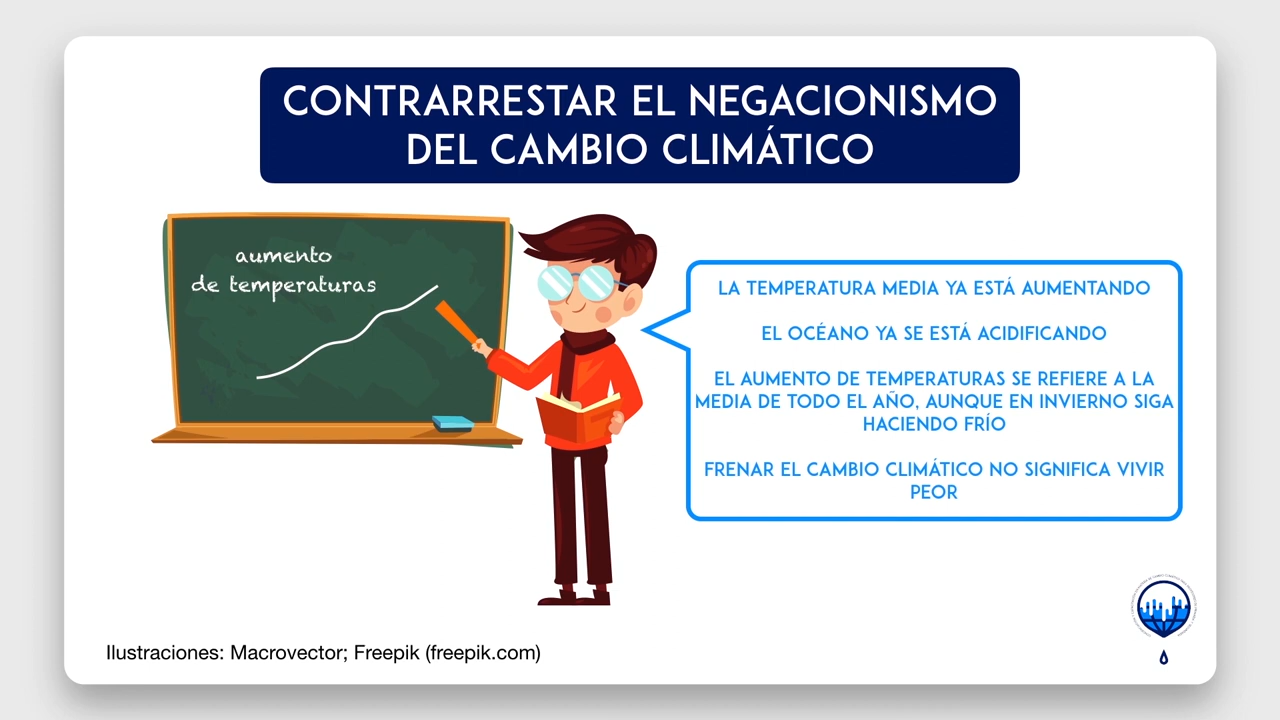 CONTRARRESTAR EL NEGACIONISMO
DEL CAMBIO CLIMÁTICO
aumento
de temperaturas
LA TEMPERATURA MEDIA YA ESTÁ AUMENTANDO
EL OCÉANO YA SE ESTÁ ACIDIFICANDO
EL AUMENTO DE TEMPERATURAS SE REFIERE A LA
MEDIA DE TODO EL AÑO, AUNQUE EN INVIERNO SIGA
HACIENDO FRÍO
FRENAR EL CAMBIO CLIMÁTICO NO SIGNIFICA VIVIR
PEOR
Ilustraciones: Macrovector; Freepik (freepik.com)